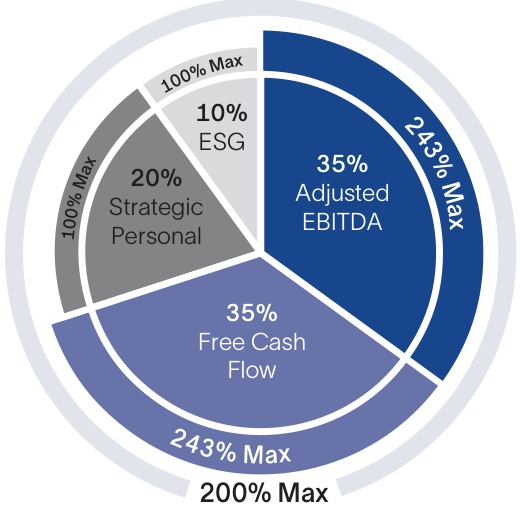 100% Max
10%
ESG
35%
Adjusted
EBITDA
243% Max
100% Max
20%
Strategic
Personal
35%
Free Cash
Flow
243% Max
200% Max